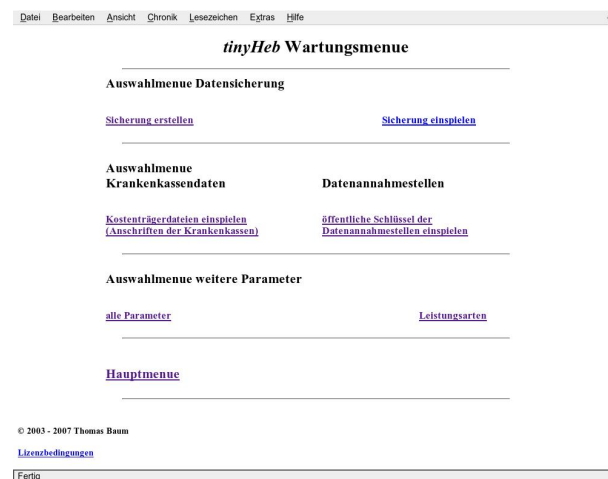 Datei Bearbeiten Ansicht Chronik Lesezeichen Extras Hilfe
tinyHeb Wartungsmenue
Auswahlmenue Datensicherung
Sicherung erstellen Sicherung einspielen
Auswahlmenue
Krankenkassendaten Datenannahmestellen
Kostenträgerdateien einspielen öffentliche Schlüssel der
(Anschriften der Krankenkassen) Datenannahmestellen einspielen
Auswahlmenue weitere Parameter
alle Parameter Leistungsarten
Hauptmenue
© 2003 - 2007 Thomas Baum
Lizenzbedingungen
Fertig